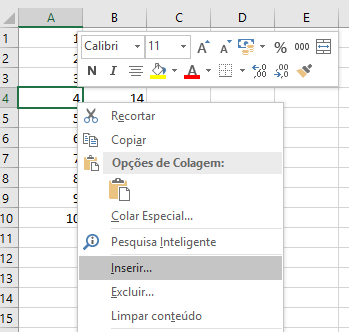 A B C D E
1 1
Calibri 11 A A % 000
2 2
N I A ,00 ,0
3 3
4 4 14
5 5 Recortar
6 6 Copiar
7 7 Opções de Colagem:
8 8
9 9
10 10 Colar Especial...
11 Pesquisa Inteligente
12
13 Inserir...
14 Excluir...
15 Limpar conteúdo